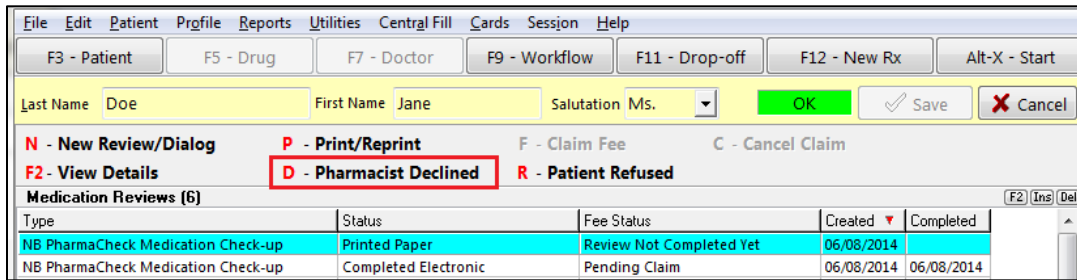 File Edit Patient Profile Reports Utilities Central Fill Cards Session Help
F3 - Patient F5 - Drug F7 - Doctor F9 - Workflow F11 - Drop-off F12 - New Rx Alt-X - Start
Last Name Doe First Name Jane Salutation Ms. OK Save Cancel
N - New Review/Dialog P - Print/Reprint F - Claim Fee C - Cancel Claim
F2 - View Details D - Pharmacist Declined R - Patient Refused
Medication Reviews (6) F2 Ins Del
Type Status Fee Status Created Completed
NB PharmaCheck Medication Check-up Printed Paper Review Not Completed Yet 06/08/2014
NB PharmaCheck Medication Check-up Completed Electronic Pending Claim 06/08/2014 06/08/2014